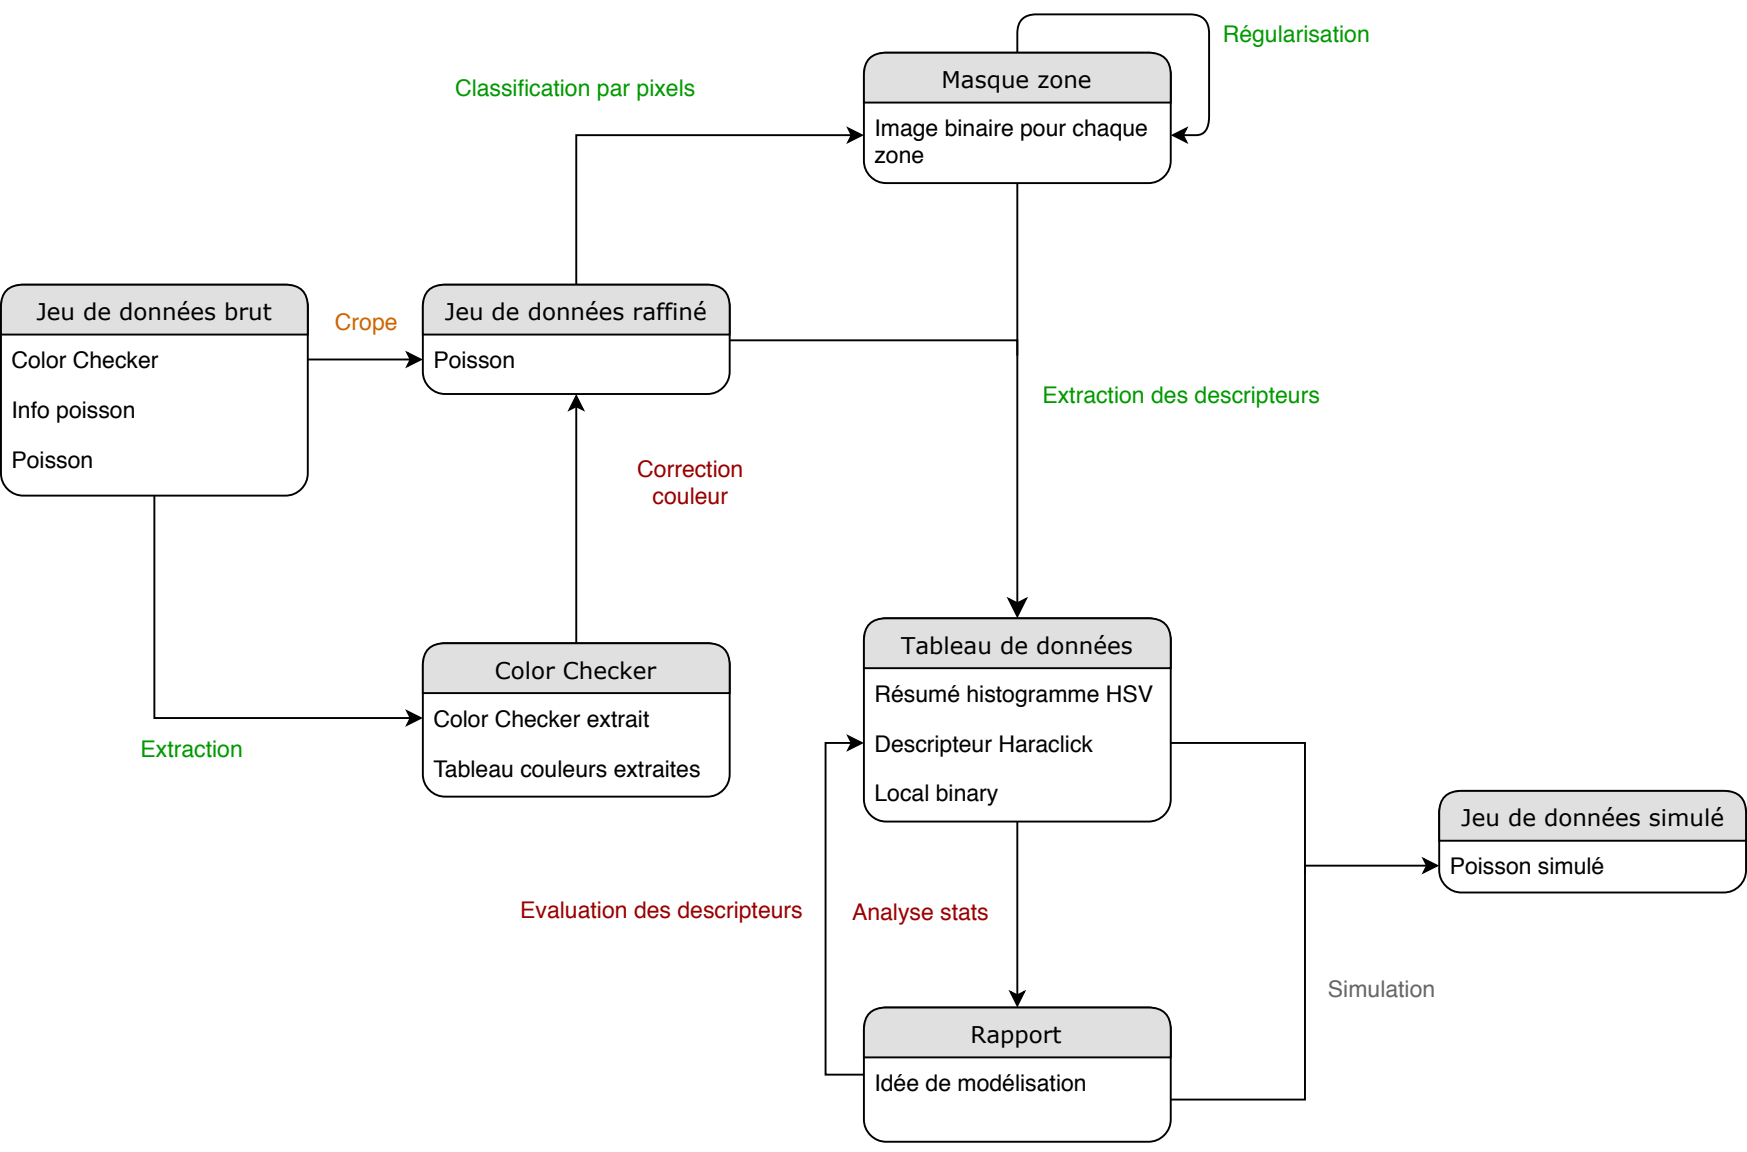 Régularisation
Masque zone
Classification par pixels
Image binaire pour chaque
zone
Jeu de données brut
Color Checker
Info poisson
Poisson
Crope
Jeu de données raffiné
Poisson
Extraction des descripteurs
Correction
couleur
Color Checker
Color Checker extrait
Tableau couleurs extraites
Extraction
Tableau de données
Résumé histogramme HSV
Descripteur Haraclick
Local binary
Jeu de données simulé
Poisson simulé
Evaluation des descripteurs
Analyse stats
Simulation
Rapport
Idée de modélisation